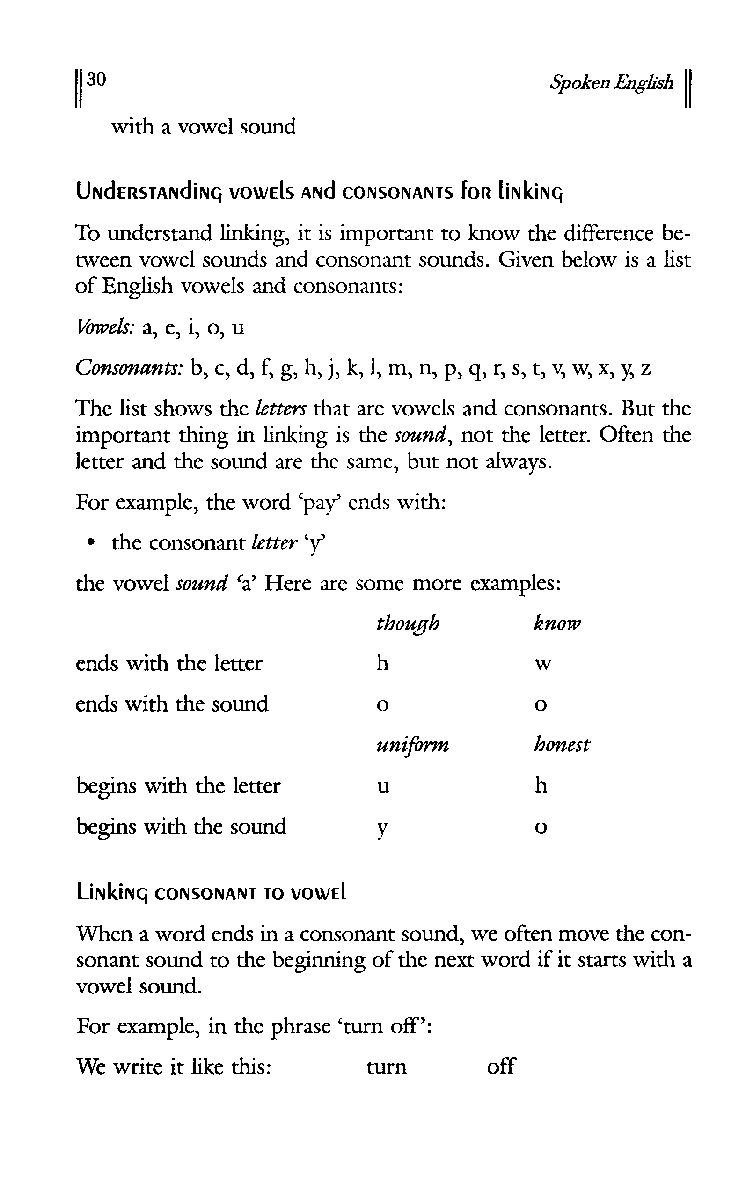 30 Spoken English
with a vowel sound
Understanding vowels and consonants for linking
To understand linking, it is important to know the difference be-
tween vowel sounds and consonant sounds. Given below is a list
of English vowels and consonants:
Vowels: a, e, i, o, u
Consonants: b, c, d, f, g, h, j, k, l, m, n, p, q, r, s, t, v, w, x, y, z
The list shows the letters that are vowels and consonants. But the
important thing in linking is the sound, not the letter. Often the
letter and the sound are the same, but not always.
For example, the word ‘pay’ ends with:
• the consonant letter ‘y’
the vowel sound ‘a’ Here are some more examples:
though know
ends with the letter h w
ends with the sound o o
uniform honest
begins with the letter u h
begins with the sound y o
Linking consonant to vowel
When a word ends in a consonant sound, we often move the con-
sonant sound to the beginning of the next word if it starts with a
vowel sound.
For example, in the phrase ‘turn off’:
We write it like this: turn off